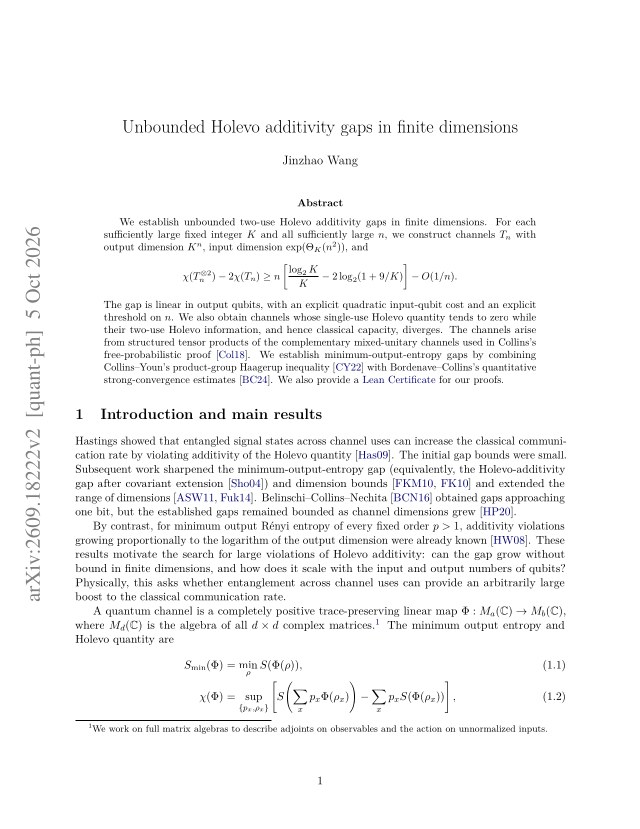 Unbounded Holevo additivity gaps in finite dimensions
Jinzhao Wang
Abstract
We establish unbounded two-use Holevo additivity gaps in finite dimensions. For each
sufficiently large fixed integer K and all sufficiently large n, we construct channels Tₙ with
output dimension Kⁿ, input dimension exp(Θ_K(n²)), and
χ(Tₙ^⊗2) − 2χ(Tₙ) ≥ n [ log₂ K / K − 2 log₂(1 + 9/K) ] − O(1/n).
The gap is linear in output qubits, with an explicit quadratic input-qubit cost and an explicit
threshold on n. We also obtain channels whose single-use Holevo quantity tends to zero while
their two-use Holevo information, and hence classical capacity, diverges. The channels arise
from structured tensor products of the complementary mixed-unitary channels used in Collins's
free-probabilistic proof [Col18]. We establish minimum-output-entropy gaps by combining
Collins–Youn's product-group Haagerup inequality [CY22] with Bordenave–Collins's quantitative
strong-convergence estimates [BC24]. We also provide a Lean Certificate for our proofs.
1 Introduction and main results
Hastings showed that entangled signal states across channel uses can increase the classical communi-
cation rate by violating additivity of the Holevo quantity [Has09]. The initial gap bounds were small.
Subsequent work sharpened the minimum-output-entropy gap (equivalently, the Holevo-additivity
gap after covariant extension [Sho04]) and dimension bounds [FKM10, FK10] and extended the
range of dimensions [ASW11, Fuk14]. Belinschi–Collins–Nechita [BCN16] obtained gaps approaching
one bit, but the established gaps remained bounded as channel dimensions grew [HP20].
By contrast, for minimum output Rényi entropy of every fixed order p > 1, additivity violations
growing proportionally to the logarithm of the output dimension were already known [HW08]. These
results motivate the search for large violations of Holevo additivity: can the gap grow without
bound in finite dimensions, and how does it scale with the input and output numbers of qubits?
Physically, this asks whether entanglement across channel uses can provide an arbitrarily large
boost to the classical communication rate.
A quantum channel is a completely positive trace-preserving linear map Φ : Mₐ(ℂ) → M_b(ℂ),
where M_d(ℂ) is the algebra of all d × d complex matrices.¹ The minimum output entropy and
Holevo quantity are
S_min(Φ) = min_ρ S(Φ(ρ)), (1.1)
χ(Φ) = sup_{pₓ,ρₓ} [ S( ∑ₓ pₓΦ(ρₓ) ) − ∑ₓ pₓS(Φ(ρₓ)) ] , (1.2)
¹We work on full matrix algebras to describe adjoints on observables and the action on unnormalized inputs.
1
arXiv:2609.18222v2 [quant-ph] 5 Oct 2026